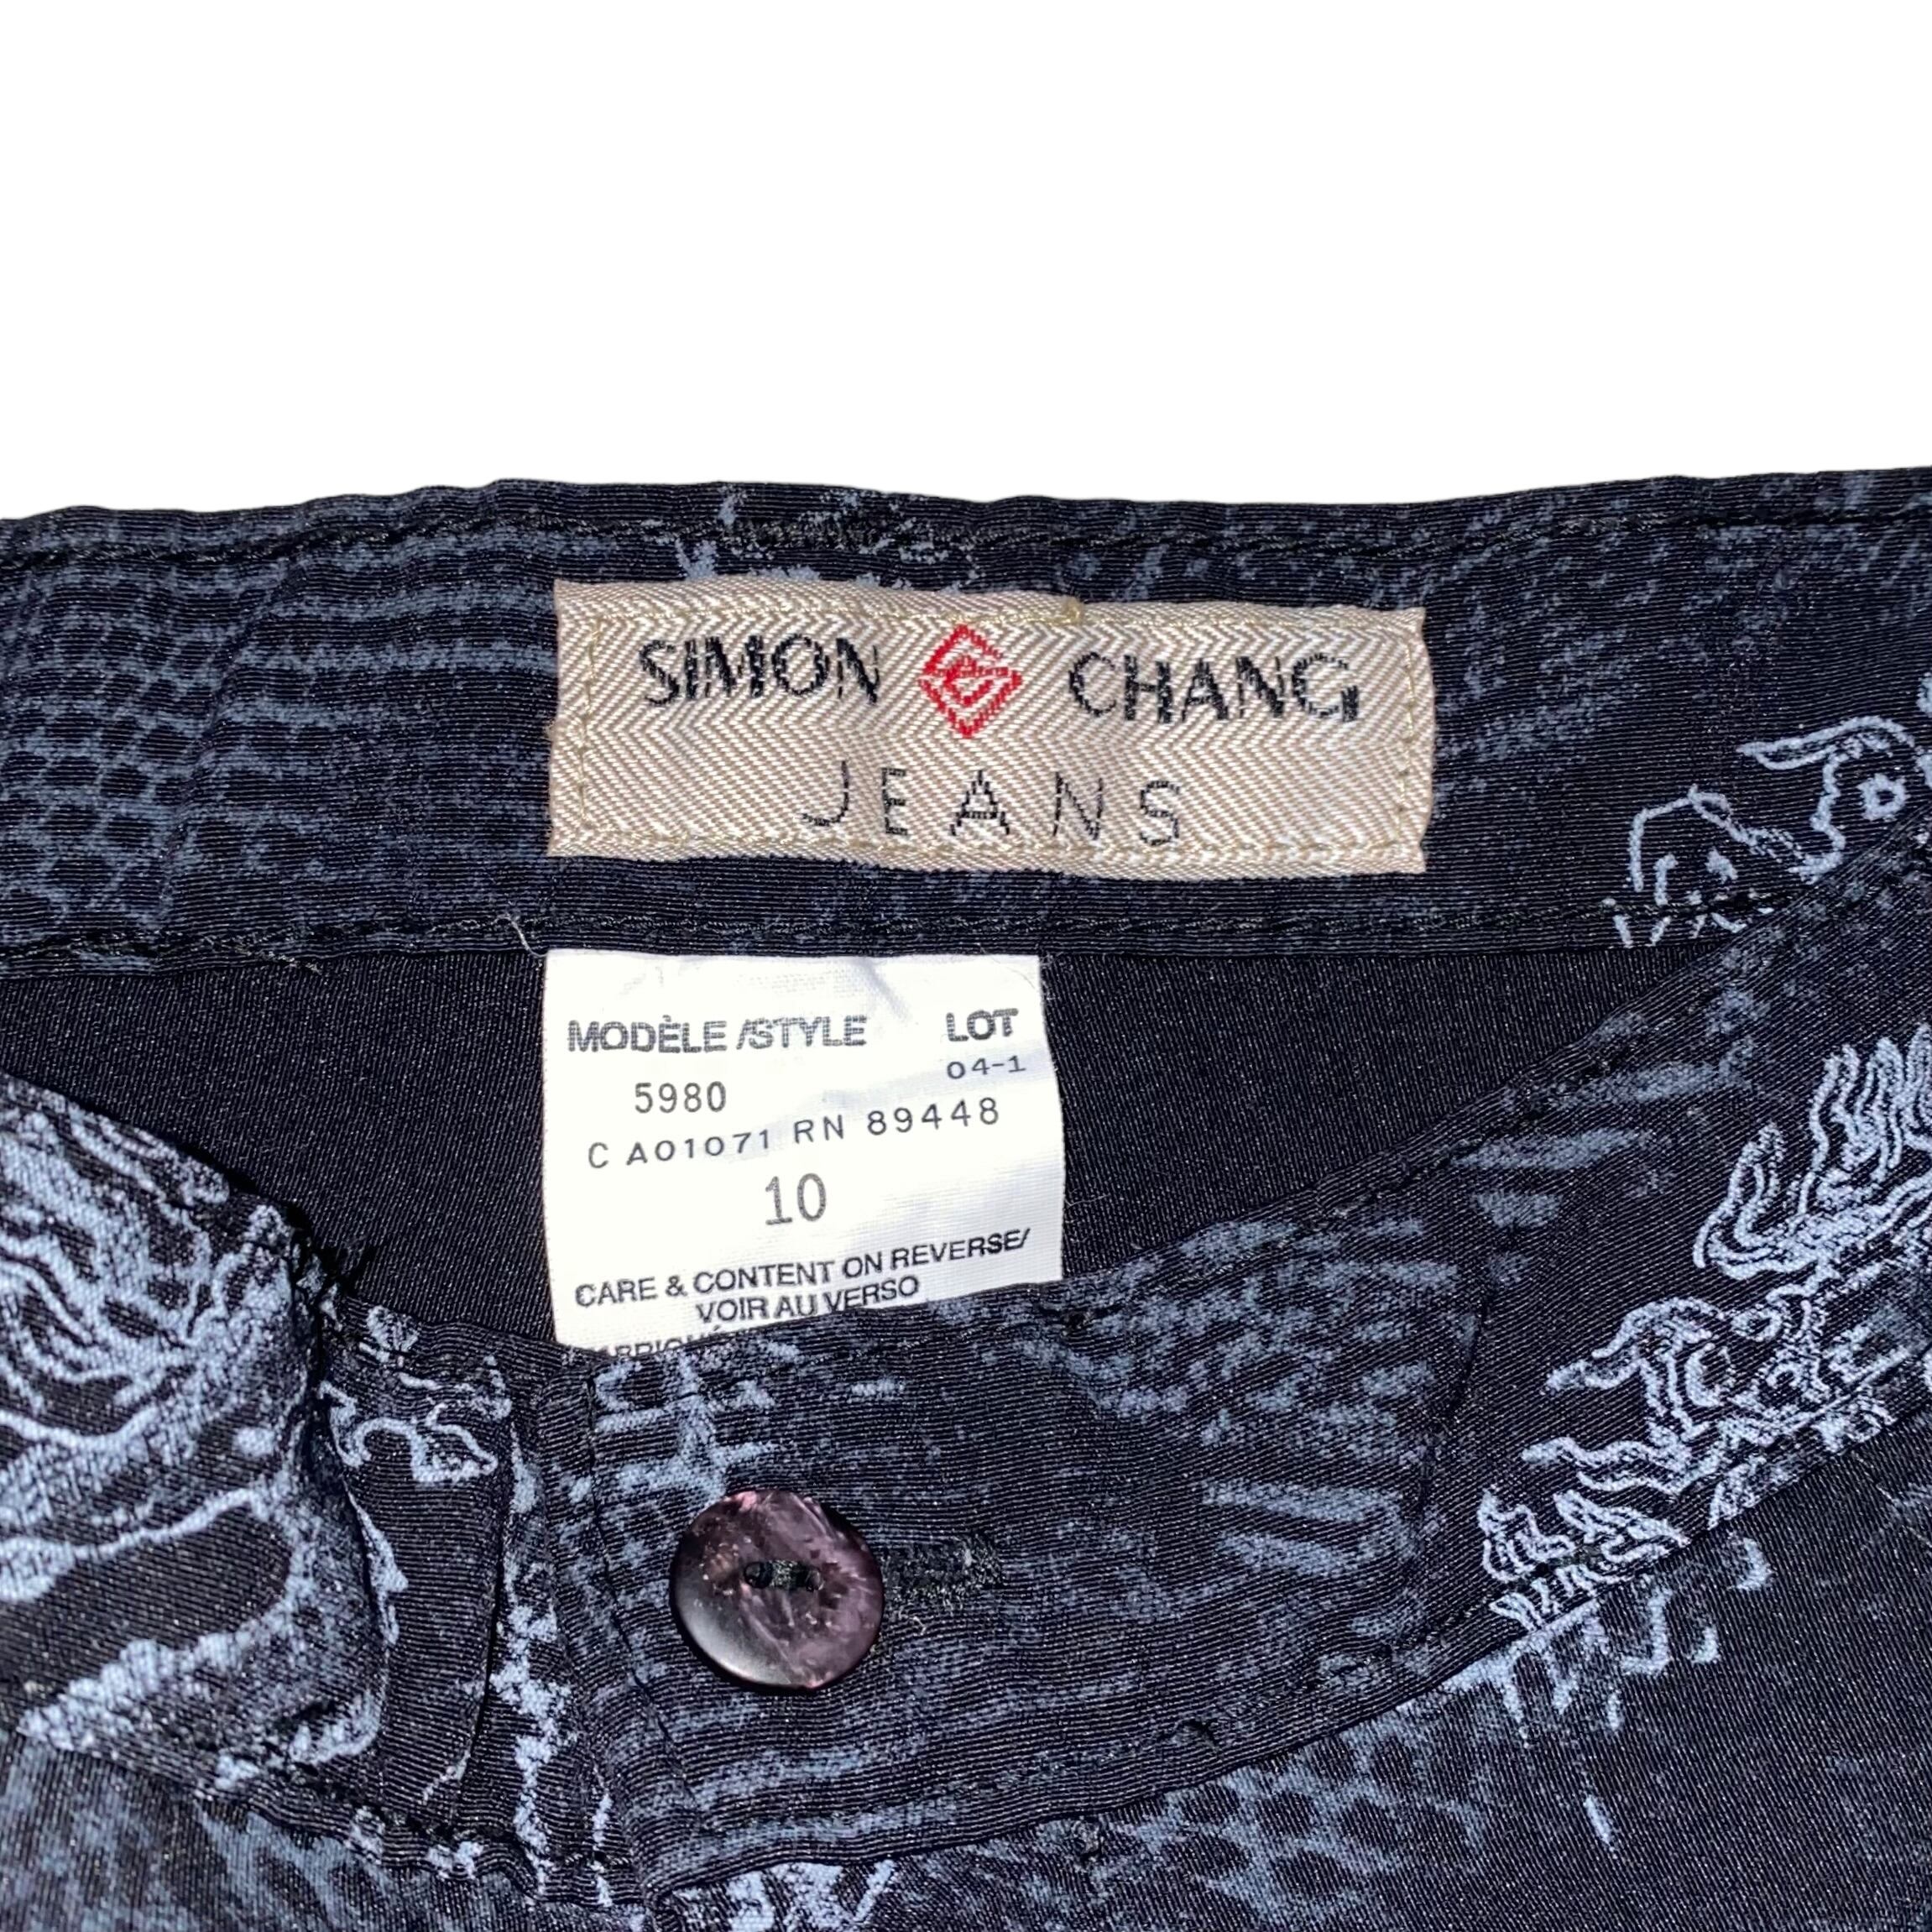 SIMON CHANG
JEANS
MODÈLE/STYLE LOT
5980 04-1
CA01071 RN 89448
10
CARE & CONTENT ON REVERSE/
VOIR AU VERSO